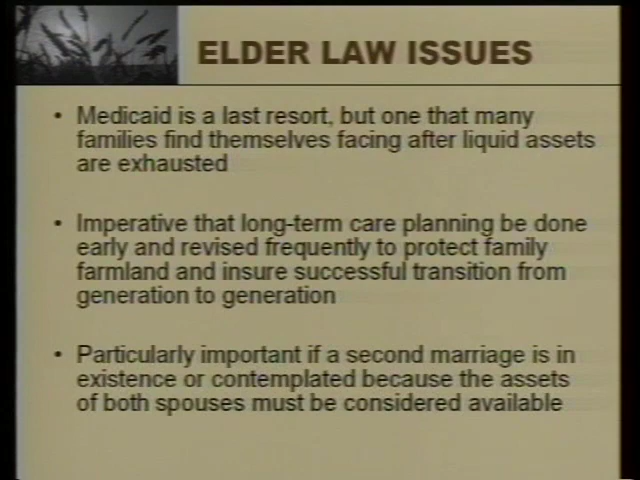 ELDER LAW ISSUES
• Medicaid is a last resort, but one that many
families find themselves facing after liquid assets
are exhausted
• Imperative that long-term care planning be done
early and revised frequently to protect family
farmland and insure successful transition from
generation to generation
• Particularly important if a second marriage is in
existence or contemplated because the assets
of both spouses must be considered available